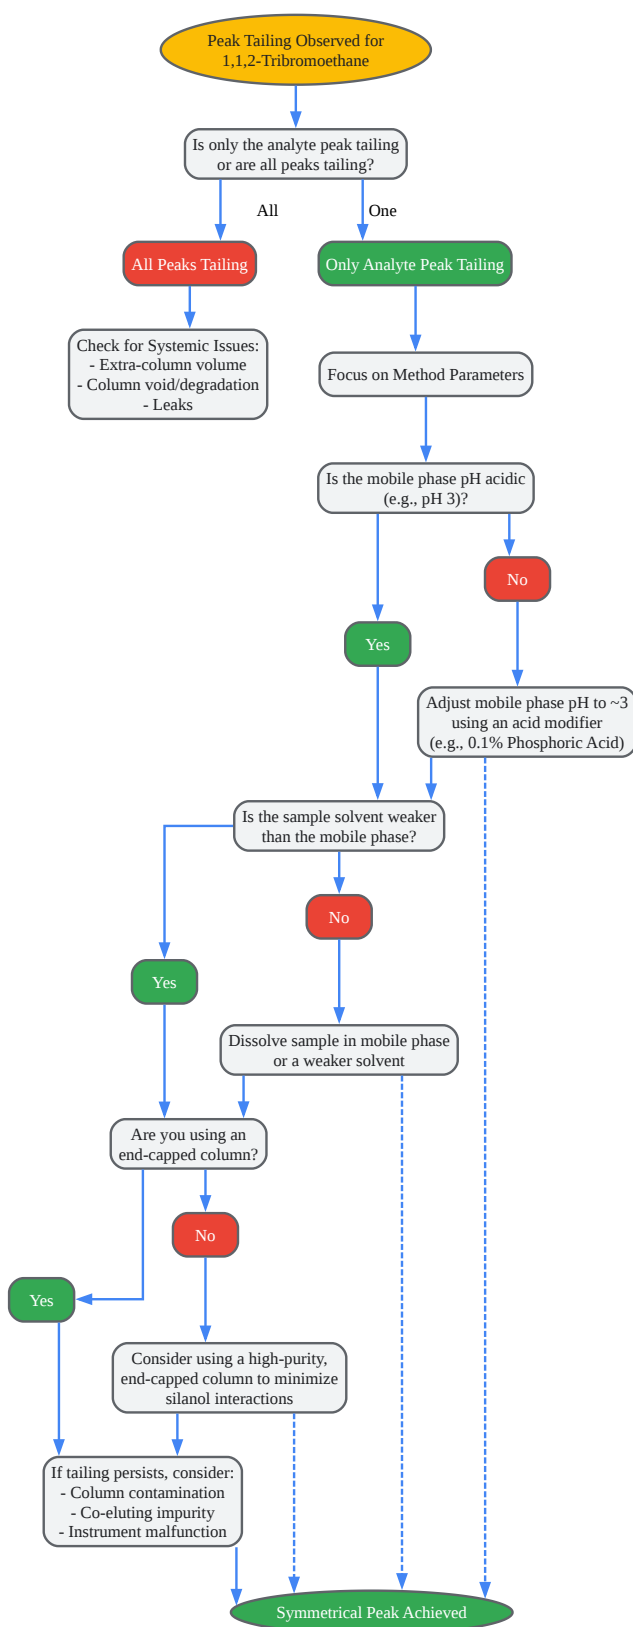 Peak Tailing Observed for
1,1,2-Tribromoethane
Is only the analyte peak tailing
or are all peaks tailing?
All
One
All Peaks Tailing
Only Analyte Peak Tailing
Check for Systemic Issues:
- Extra-column volume
- Column void/degradation
- Leaks
Focus on Method Parameters
Is the mobile phase pH acidic
(e.g., pH 3)?
No
Yes
Adjust mobile phase pH to ~3
using an acid modifier
(e.g., 0.1% Phosphoric Acid)
Is the sample solvent weaker
than the mobile phase?
No
Yes
Dissolve sample in mobile phase
or a weaker solvent
Are you using an
end-capped column?
No
Yes
Consider using a high-purity,
end-capped column to minimize
silanol interactions
If tailing persists, consider:
- Column contamination
- Co-eluting impurity
- Instrument malfunction
Symmetrical Peak Achieved